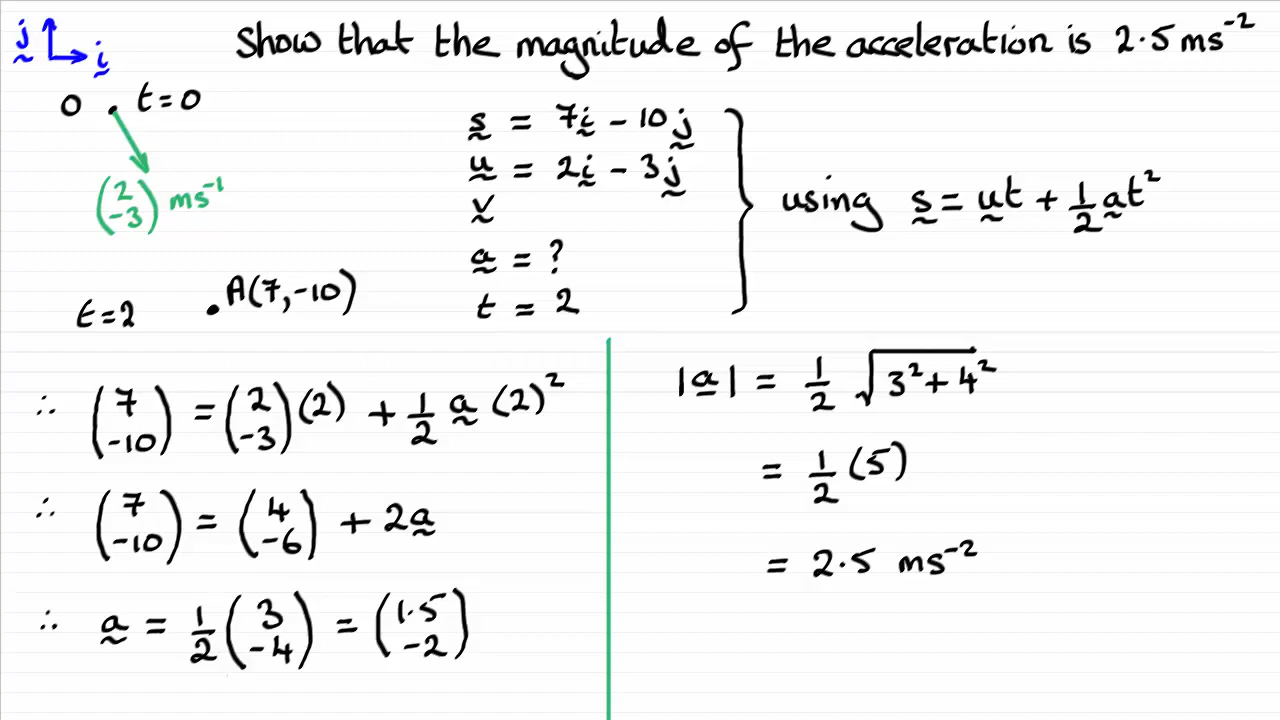 j
i
Show that the magnitude of the acceleration is 2.5 ms⁻²
O . t = 0
(2 -3) ms⁻¹
t = 2 . A(7, -10)
s = 7i - 10j
u = 2i - 3j
v
a = ?
t = 2
using s = ut + 1/2 at²
∴ (7 -10) = (2 -3)(2) + 1/2 a (2)²
∴ (7 -10) = (4 -6) + 2a
∴ a = 1/2 (3 -4) = (1.5 -2)
|a| = 1/2 √3² + 4²
= 1/2 (5)
= 2.5 ms⁻²